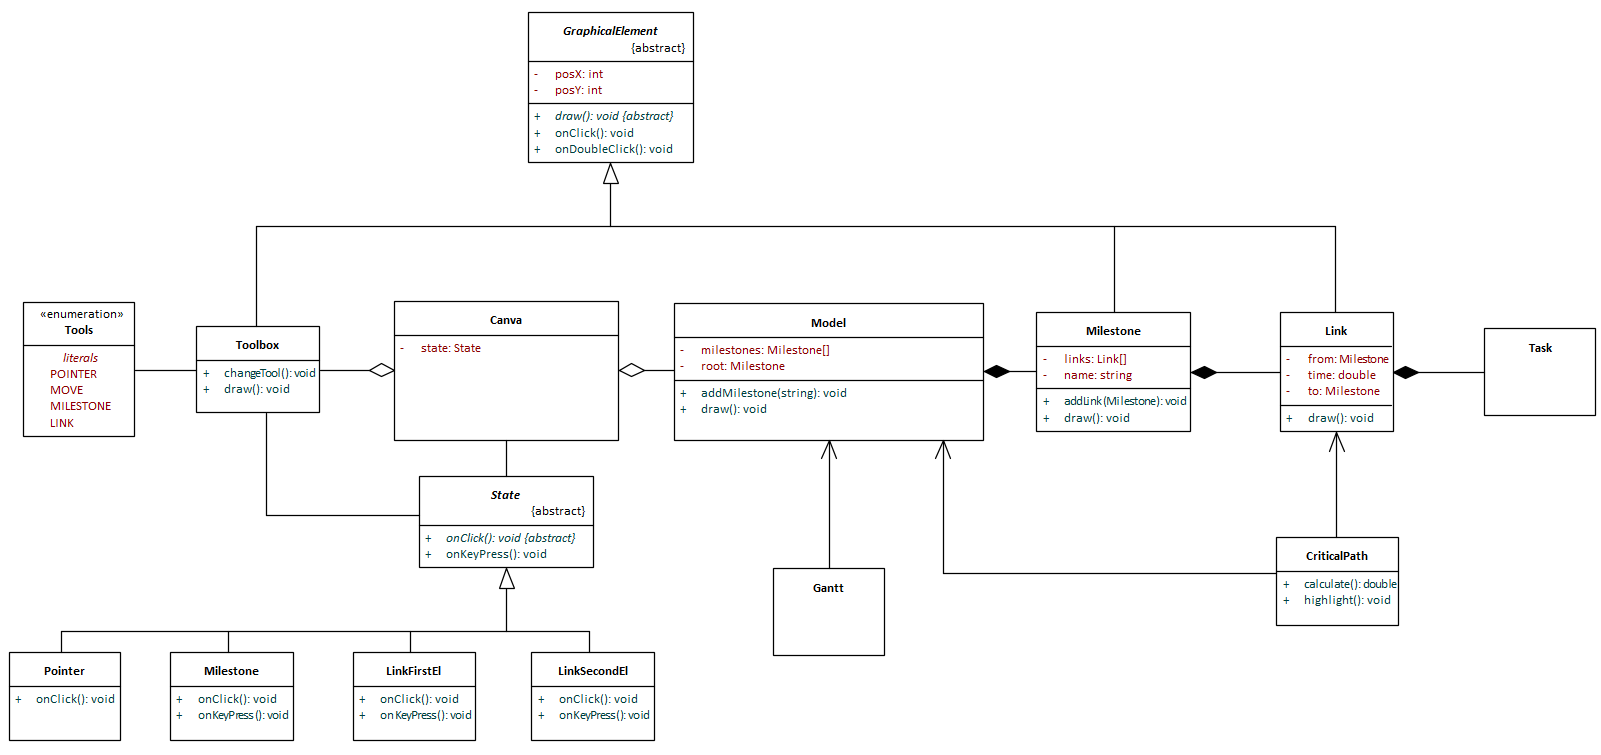 GraphicalElement
{abstract}
- posX: int
- posY: int
+ draw(): void {abstract}
+ onClick(): void
+ onDoubleClick(): void
«enumeration»
Tools
literals
POINTER
MOVE
MILESTONE
LINK
Toolbox
+ changeTool(): void
+ draw(): void
Canva
- state: State
Model
- milestones: Milestone[]
- root: Milestone
+ addMilestone(string): void
+ draw(): void
Milestone
- links: Link[]
- name: string
+ addLink(Milestone): void
+ draw(): void
Link
- from: Milestone
- time: double
- to: Milestone
+ draw(): void
Task
State
{abstract}
+ onClick(): void {abstract}
+ onKeyPress(): void
Gantt
CriticalPath
+ calculate(): double
+ highlight(): void
Pointer
+ onClick(): void
Milestone
+ onClick(): void
+ onKeyPress(): void
LinkFirstEl
+ onClick(): void
+ onKeyPress(): void
LinkSecondEl
+ onClick(): void
+ onKeyPress(): void